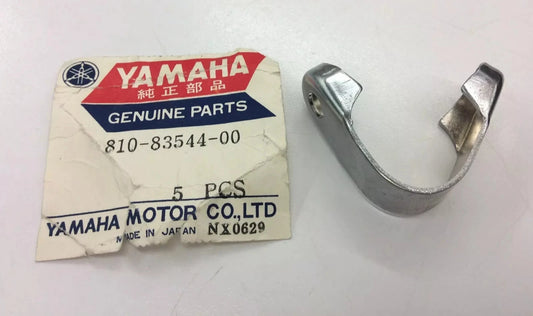 YAMAHA
純正部品
GENUINE PARTS
810-83544-00
5 PCS
YAMAHA MOTOR CO.,LTD
MADE IN JAPAN NX0629